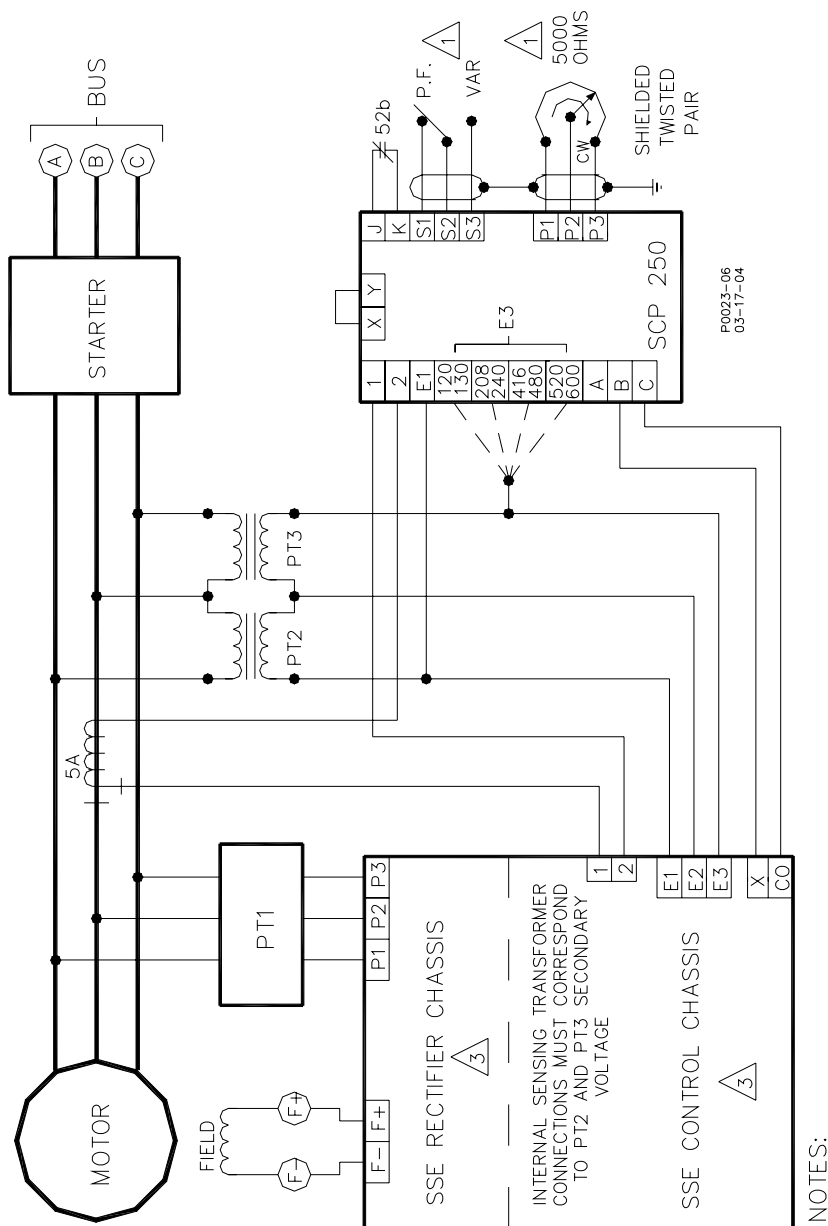 BUS
A
B
C
STARTER
MOTOR
5A
PT1
PT2
PT3
FIELD
F+
F-
F-
F+
P1
P2
P3
SSE RECTIFIER CHASSIS
3
INTERNAL SENSING TRANSFORMER
CONNECTIONS MUST CORRESPOND
TO PT2 AND PT3 SECONDARY
VOLTAGE
SSE CONTROL CHASSIS
3
1
2
E1
E2
E3
X
CO
1
2
E1
120
130
208
240
416
480
520
600
A
B
C
E3
X
Y
SCP 250
J
K
S1
S2
S3
P1
P2
P3
52b
P.F.
1
VAR
1
5000
OHMS
CW
SHIELDED
TWISTED
PAIR
P0023-06
03-17-04
NOTES: